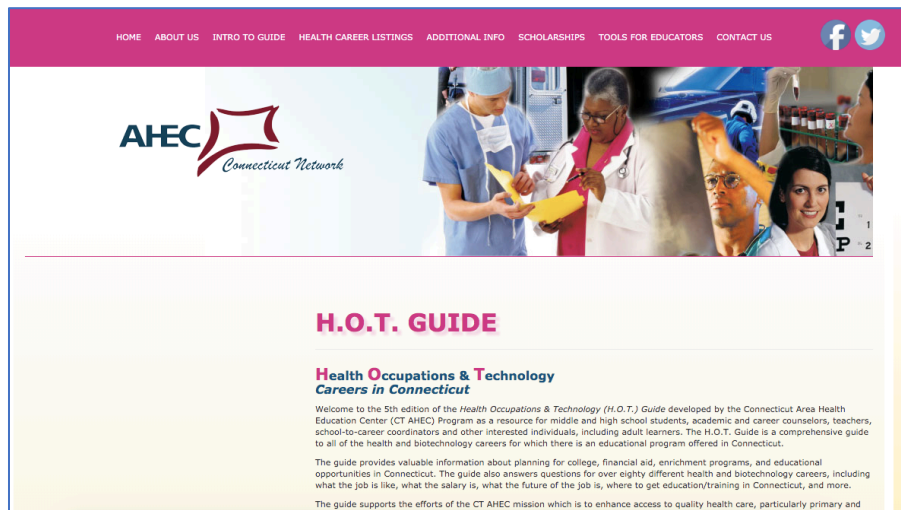 HOME ABOUT US INTRO TO GUIDE HEALTH CAREER LISTINGS ADDITIONAL INFO SCHOLARSHIPS TOOLS FOR EDUCATORS CONTACT US
AHEC
Connecticut Network
1
P 2
H.O.T. GUIDE
Health Occupations & Technology
Careers in Connecticut
Welcome to the 5th edition of the Health Occupations & Technology (H.O.T.) Guide developed by the Connecticut Area Health
Education Center (CT AHEC) Program as a resource for middle and high school students, academic and career counselors, teachers,
school-to-career coordinators and other interested individuals, including adult learners. The H.O.T. Guide is a comprehensive guide
to all of the health and biotechnology careers for which there is an educational program offered in Connecticut.
The guide provides valuable information about planning for college, financial aid, enrichment programs, and educational
opportunities in Connecticut. The guide also answers questions for over eighty different health and biotechnology careers, including
what the job is like, what the salary is, what the future of the job is, where to get education/training in Connecticut, and more.
The guide supports the efforts of the CT AHEC mission which is to enhance access to quality health care, particularly primary and